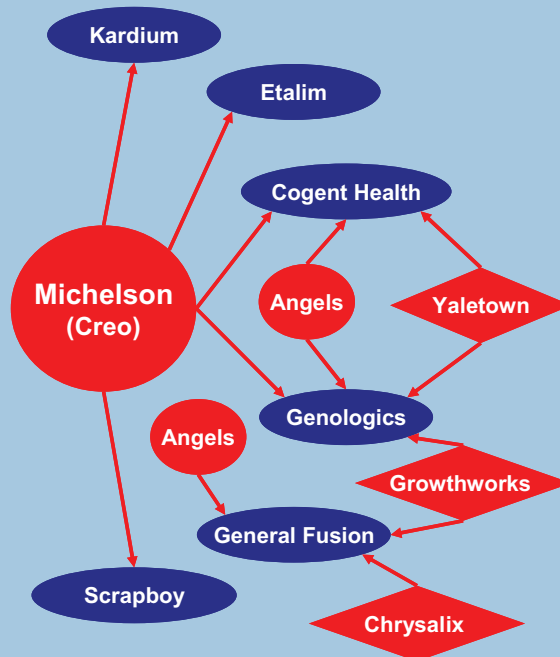 Kardium
Etalim
Cogent Health
Michelson
(Creo)
Angels
Yaletown
Genologics
Angels
Growthworks
General Fusion
Scrapboy
Chrysalix